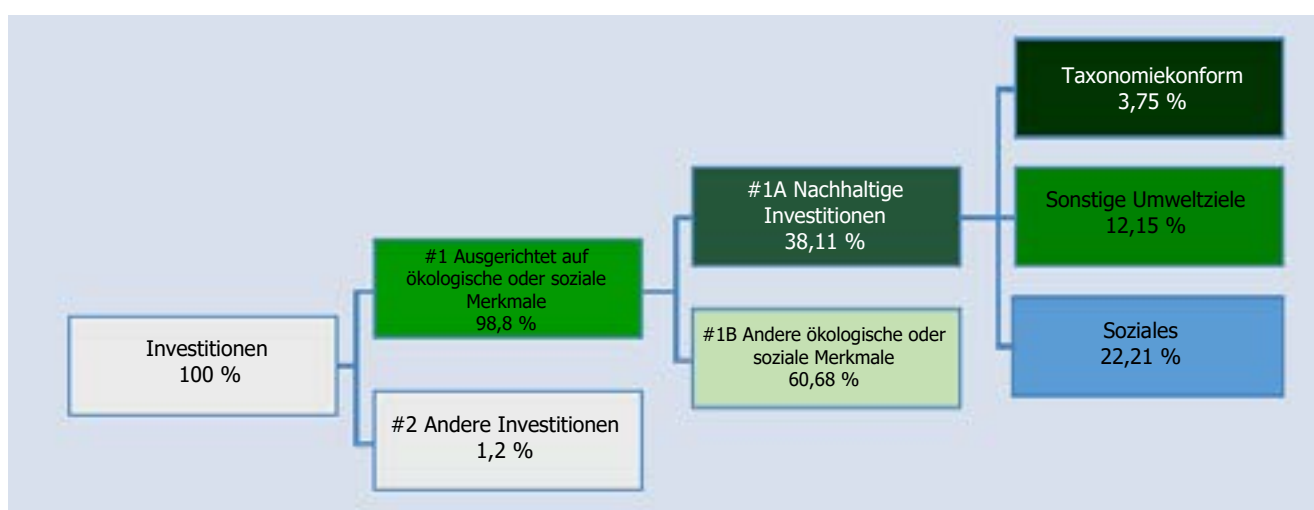 Investitionen
100 %
#1 Ausgerichtet auf
ökologische oder soziale
Merkmale
98,8 %
#2 Andere Investitionen
1,2 %
#1A Nachhaltige
Investitionen
38,11 %
#1B Andere ökologische oder
soziale Merkmale
60,68 %
Taxonomiekonform
3,75 %
Sonstige Umweltziele
12,15 %
Soziales
22,21 %